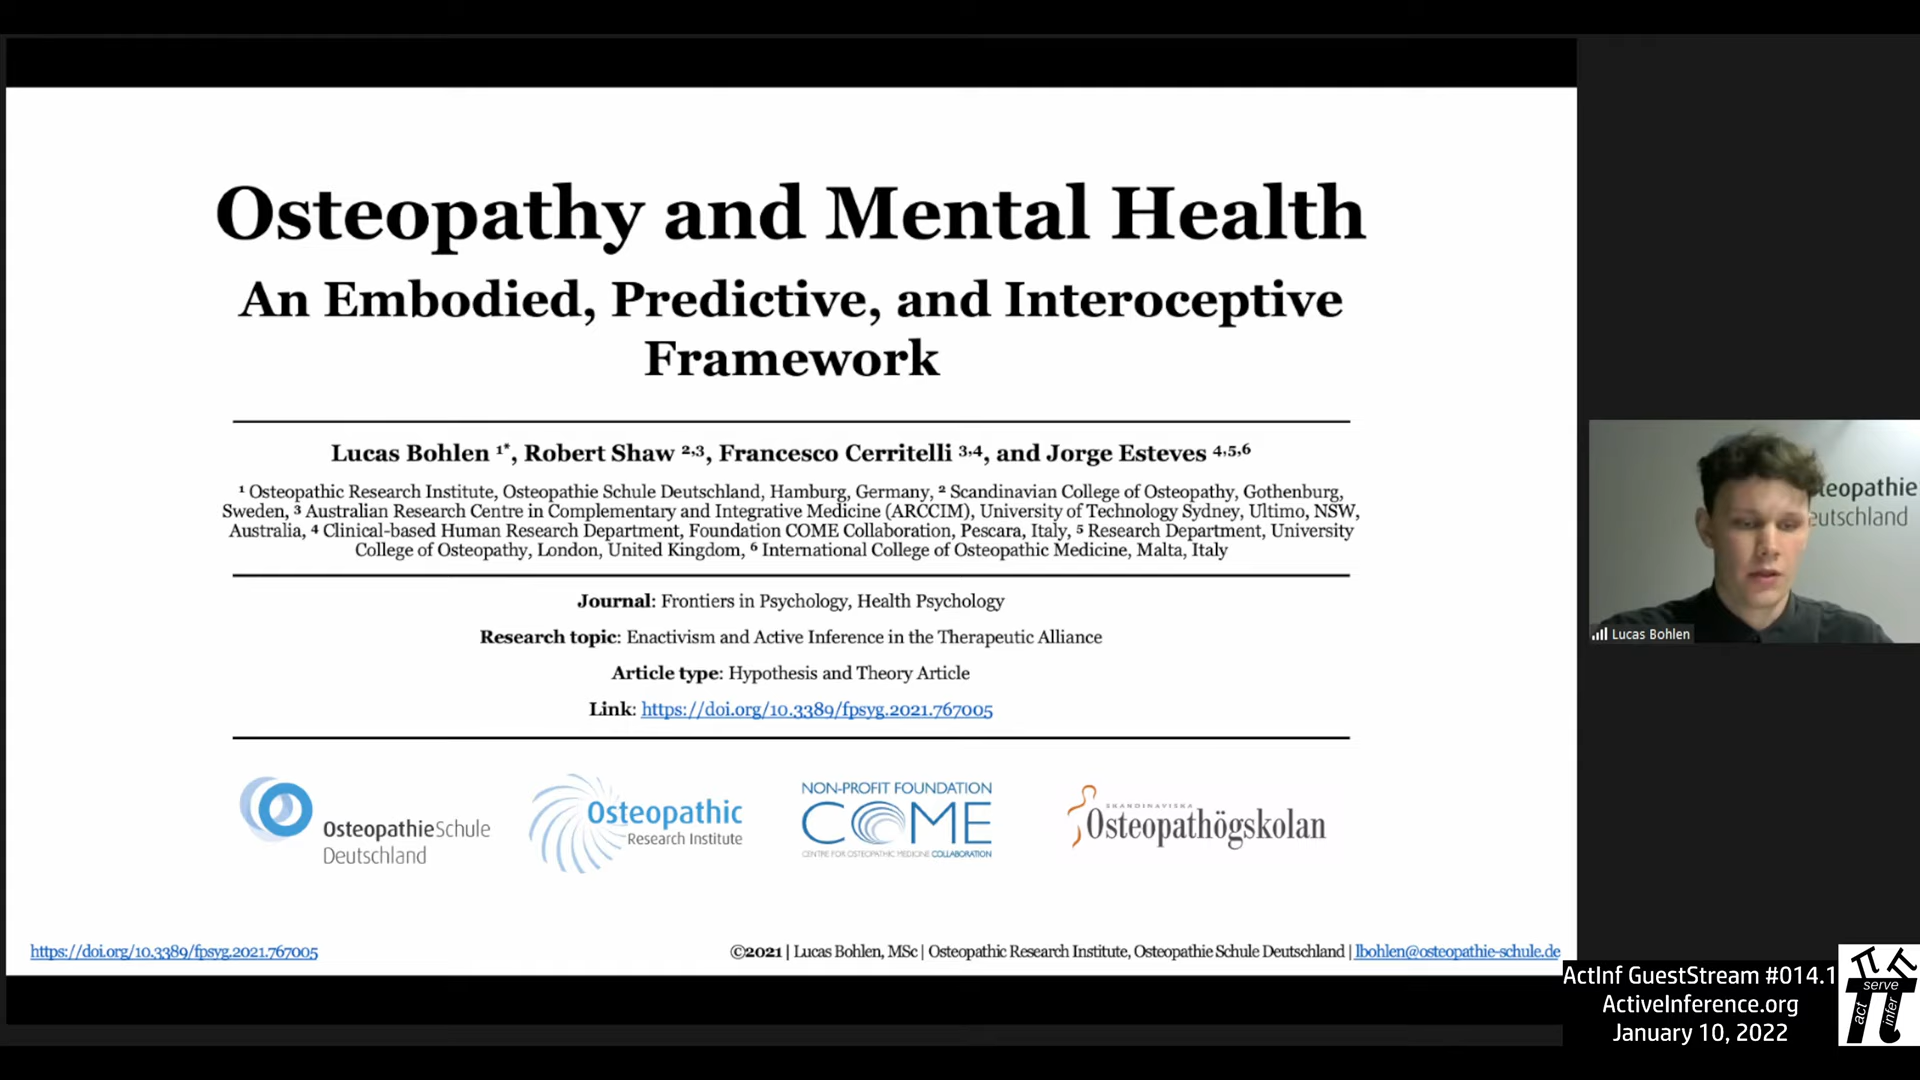 Osteopathy and Mental Health
An Embodied, Predictive, and Interoceptive
Framework
Lucas Bohlen 1*, Robert Shaw 2,3, Francesco Cerritelli 3,4, and Jorge Esteves 4,5,6
1 Osteopathic Research Institute, Osteopathie Schule Deutschland, Hamburg, Germany, 2 Scandinavian College of Osteopathy, Gothenburg,
Sweden, 3 Australian Research Centre in Complementary and Integrative Medicine (ARCCIM), University of Technology Sydney, Ultimo, NSW,
Australia, 4 Clinical-based Human Research Department, Foundation COME Collaboration, Pescara, Italy, 5 Research Department, University
College of Osteopathy, London, United Kingdom, 6 International College of Osteopathic Medicine, Malta, Italy
Journal: Frontiers in Psychology, Health Psychology
Research topic: Enactivism and Active Inference in the Therapeutic Alliance
Article type: Hypothesis and Theory Article
Link: https://doi.org/10.3389/fpsyg.2021.767005
OsteopathieSchule
Deutschland
Osteopathic
Research Institute
NON-PROFIT FOUNDATION
COME
CENTRE FOR OSTEOPATHIC MEDICINE COLLABORATION
SKANDINAVISKA
Osteopathögskolan
https://doi.org/10.3389/fpsyg.2021.767005
©2021 | Lucas Bohlen, MSc | Osteopathic Research Institute, Osteopathie Schule Deutschland | lbohlen@osteopathie-schule.de
teopathie
eutschland
Lucas Bohlen
ActInf GuestStream #014.1
ActiveInference.org
January 10, 2022
serve
act
infer